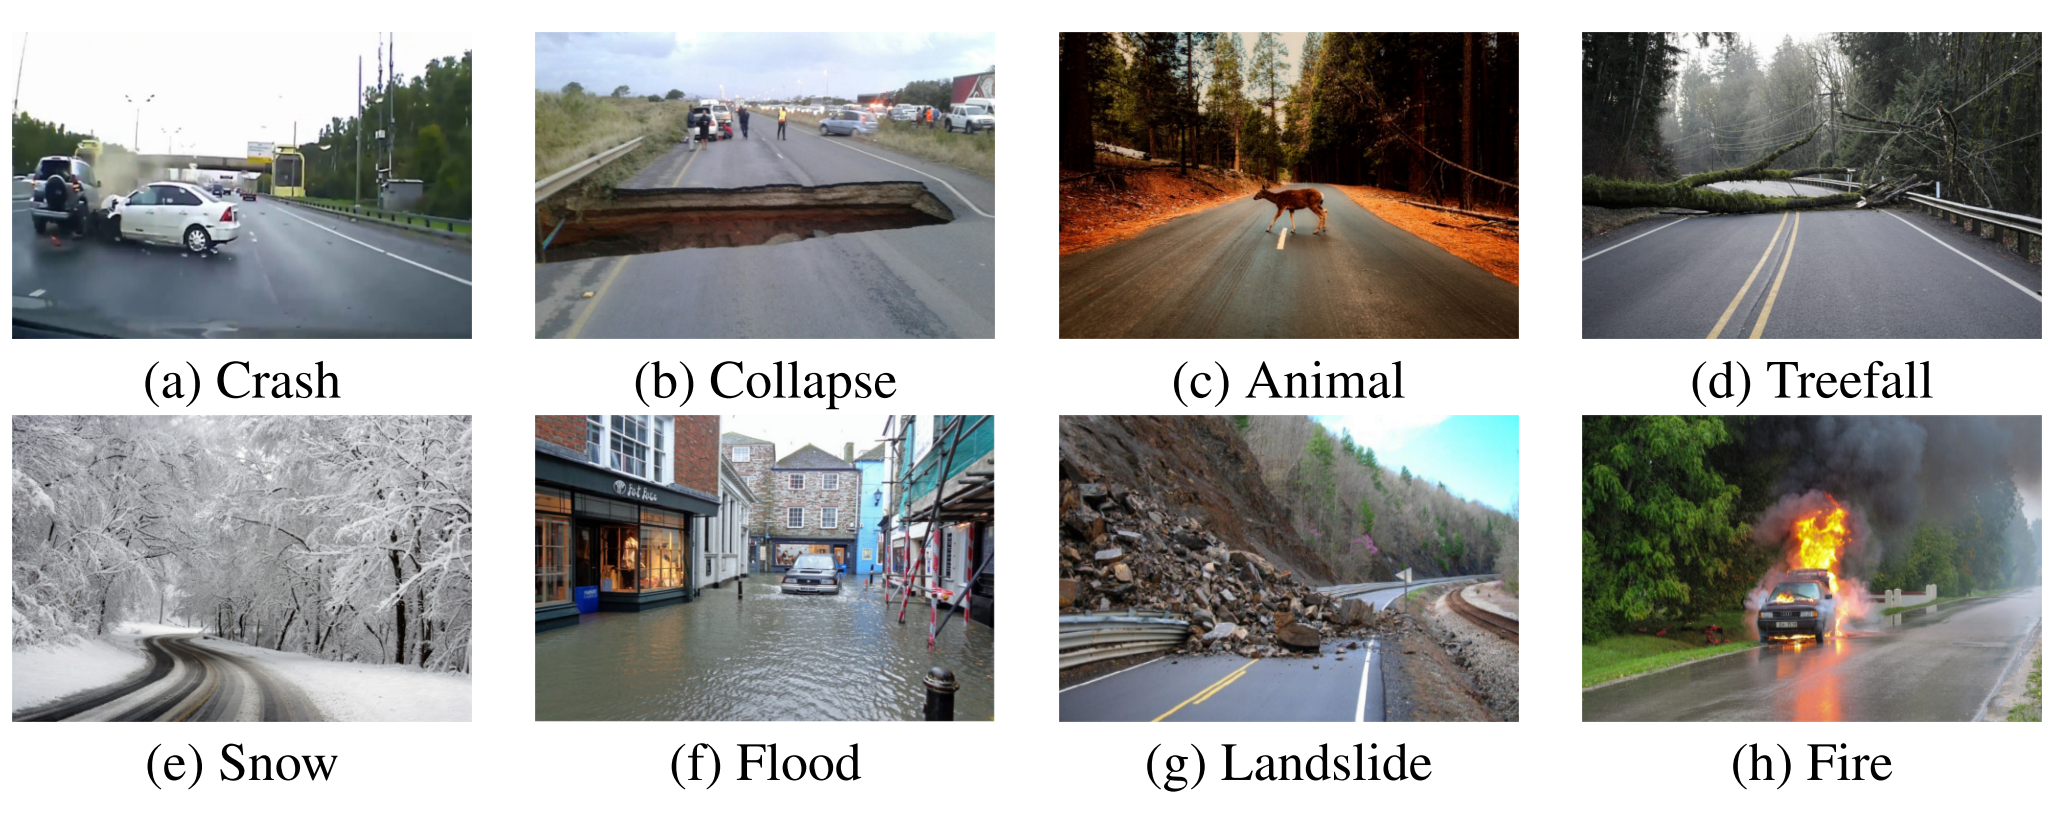 (a) Crash
(b) Collapse
(c) Animal
(d) Treefall
(e) Snow
(f) Flood
(g) Landslide
(h) Fire